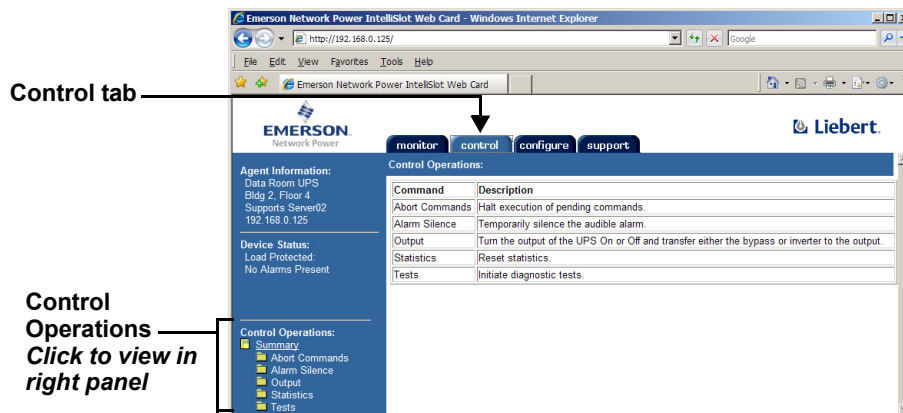 Emerson Network Power IntelliSlot Web Card - Windows Internet Explorer
http://192.168.0.125/
Google
File Edit View Favorites Tools Help
Emerson Network Power IntelliSlot Web Card
Control tab
EMERSON.
Network Power
Liebert.
monitor control configure support
Agent Information:
Data Room UPS
Bldg 2, Floor 4
Supports Server02
192.168.0.125
Device Status:
Load Protected:
No Alarms Present
Control Operations:
Command Description
Abort Commands Halt execution of pending commands.
Alarm Silence Temporarily silence the audible alarm.
Output Turn the output of the UPS On or Off and transfer either the bypass or inverter to the output.
Statistics Reset statistics.
Tests Initiate diagnostic tests.
Control
Operations
Click to view in
right panel
Control Operations:
Summary
Abort Commands
Alarm Silence
Output
Statistics
Tests